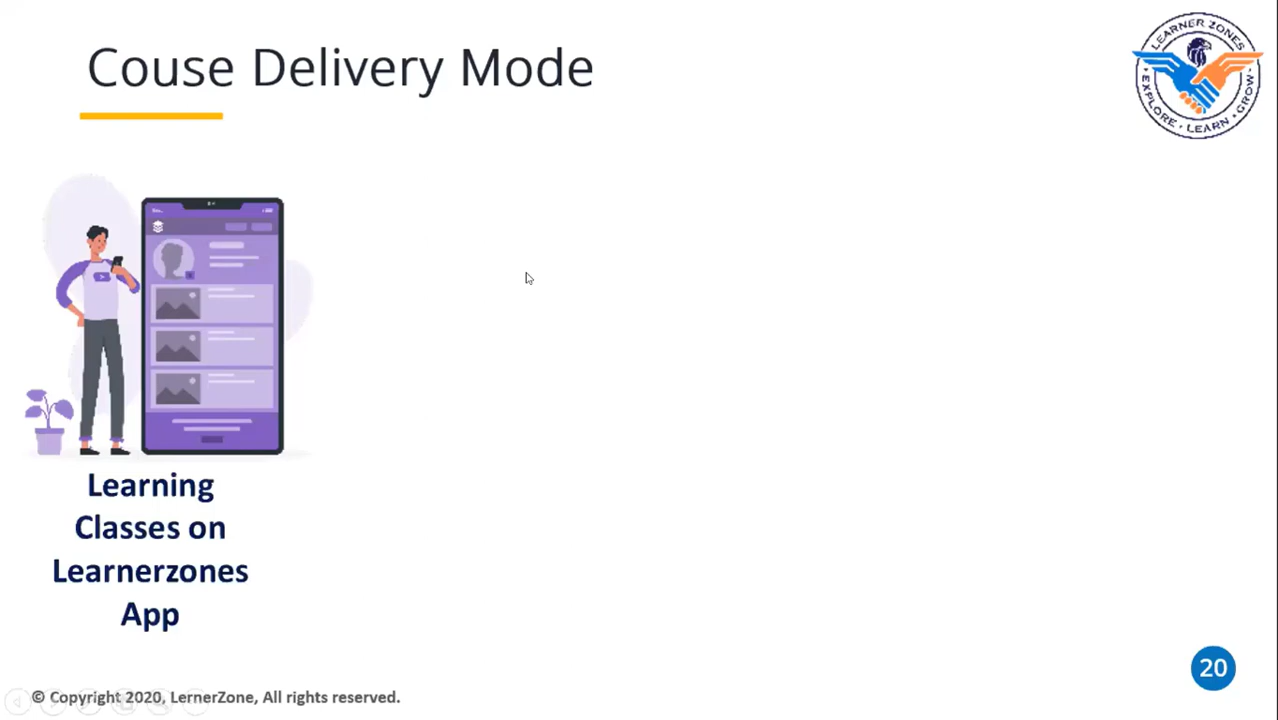 Couse Delivery Mode
LEARNER ZONES
EXPLORE · LEARN · GROW
Learning
Classes on
Learnerzones
App
20
© Copyright 2020, LernerZone, All rights reserved.